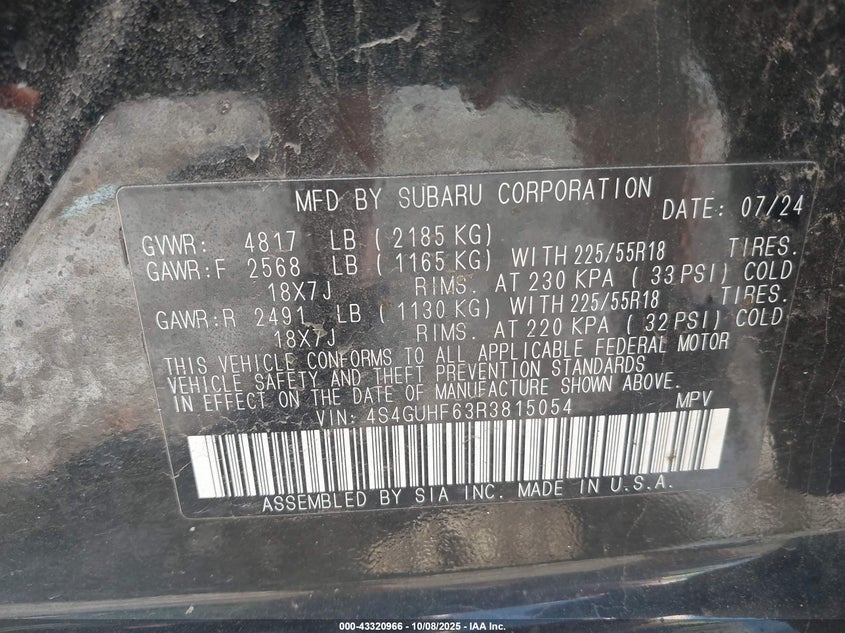 MFD BY SUBARU CORPORATION DATE: 07/24
GVWR: 4817 LB ( 2185 KG)
GAWR:F 2568 LB ( 1165 KG) WITH 225/55R18 TIRES.
18X7J RIMS. AT 230 KPA ( 33 PSI) COLD
GAWR:R 2491 LB ( 1130 KG) WITH 225/55R18 TIRES.
18X7J RIMS. AT 220 KPA ( 32 PSI) COLD
THIS VEHICLE CONFORMS TO ALL APPLICABLE FEDERAL MOTOR
VEHICLE SAFETY AND THEFT PREVENTION STANDARDS
IN EFFECT ON THE DATE OF MANUFACTURE SHOWN ABOVE.
VIN: 4S4GUHF63R3815054 MPV
ASSEMBLED BY SIA INC. MADE IN U.S.A.
000-43320966 - 10/08/2025 - IAA Inc.